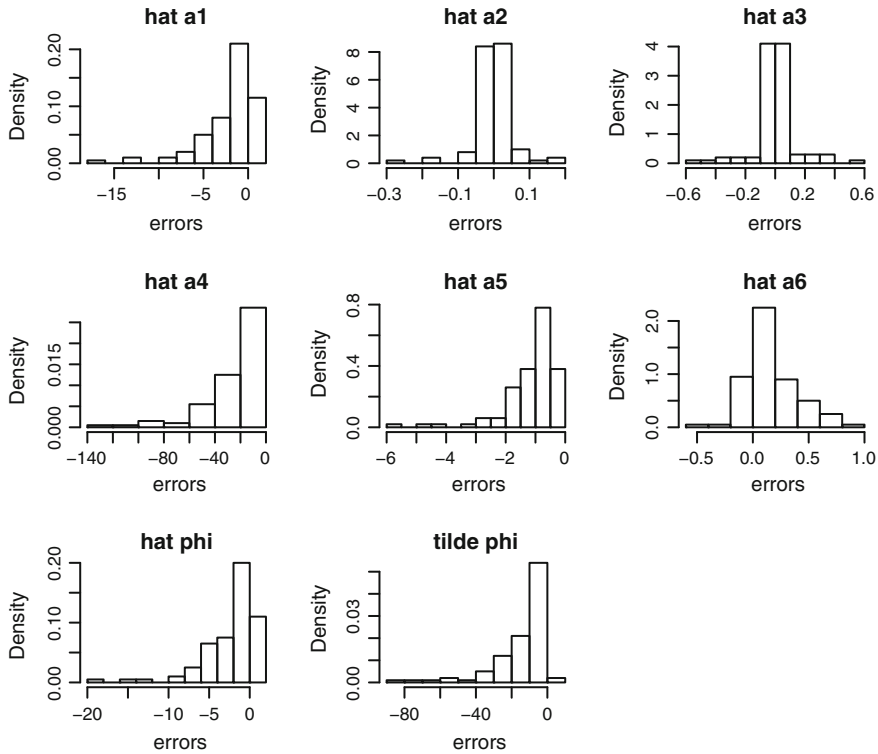 hat a1
Density
0.00 0.10 0.20
−15 −5 0
errors
hat a2
Density
0 2 4 6 8
−0.3 −0.1 0.1
errors
hat a3
Density
0 1 2 3 4
−0.6 −0.2 0.2 0.6
errors
hat a4
Density
0.000 0.015
−140 −80 −40 0
errors
hat a5
Density
0.0 0.4 0.8
−6 −4 −2 0
errors
hat a6
Density
0.0 1.0 2.0
−0.5 0.0 0.5 1.0
errors
hat phi
Density
0.00 0.10 0.20
−20 −10 −5 0
errors
tilde phi
Density
0.00 0.03
−80 −40 0
errors